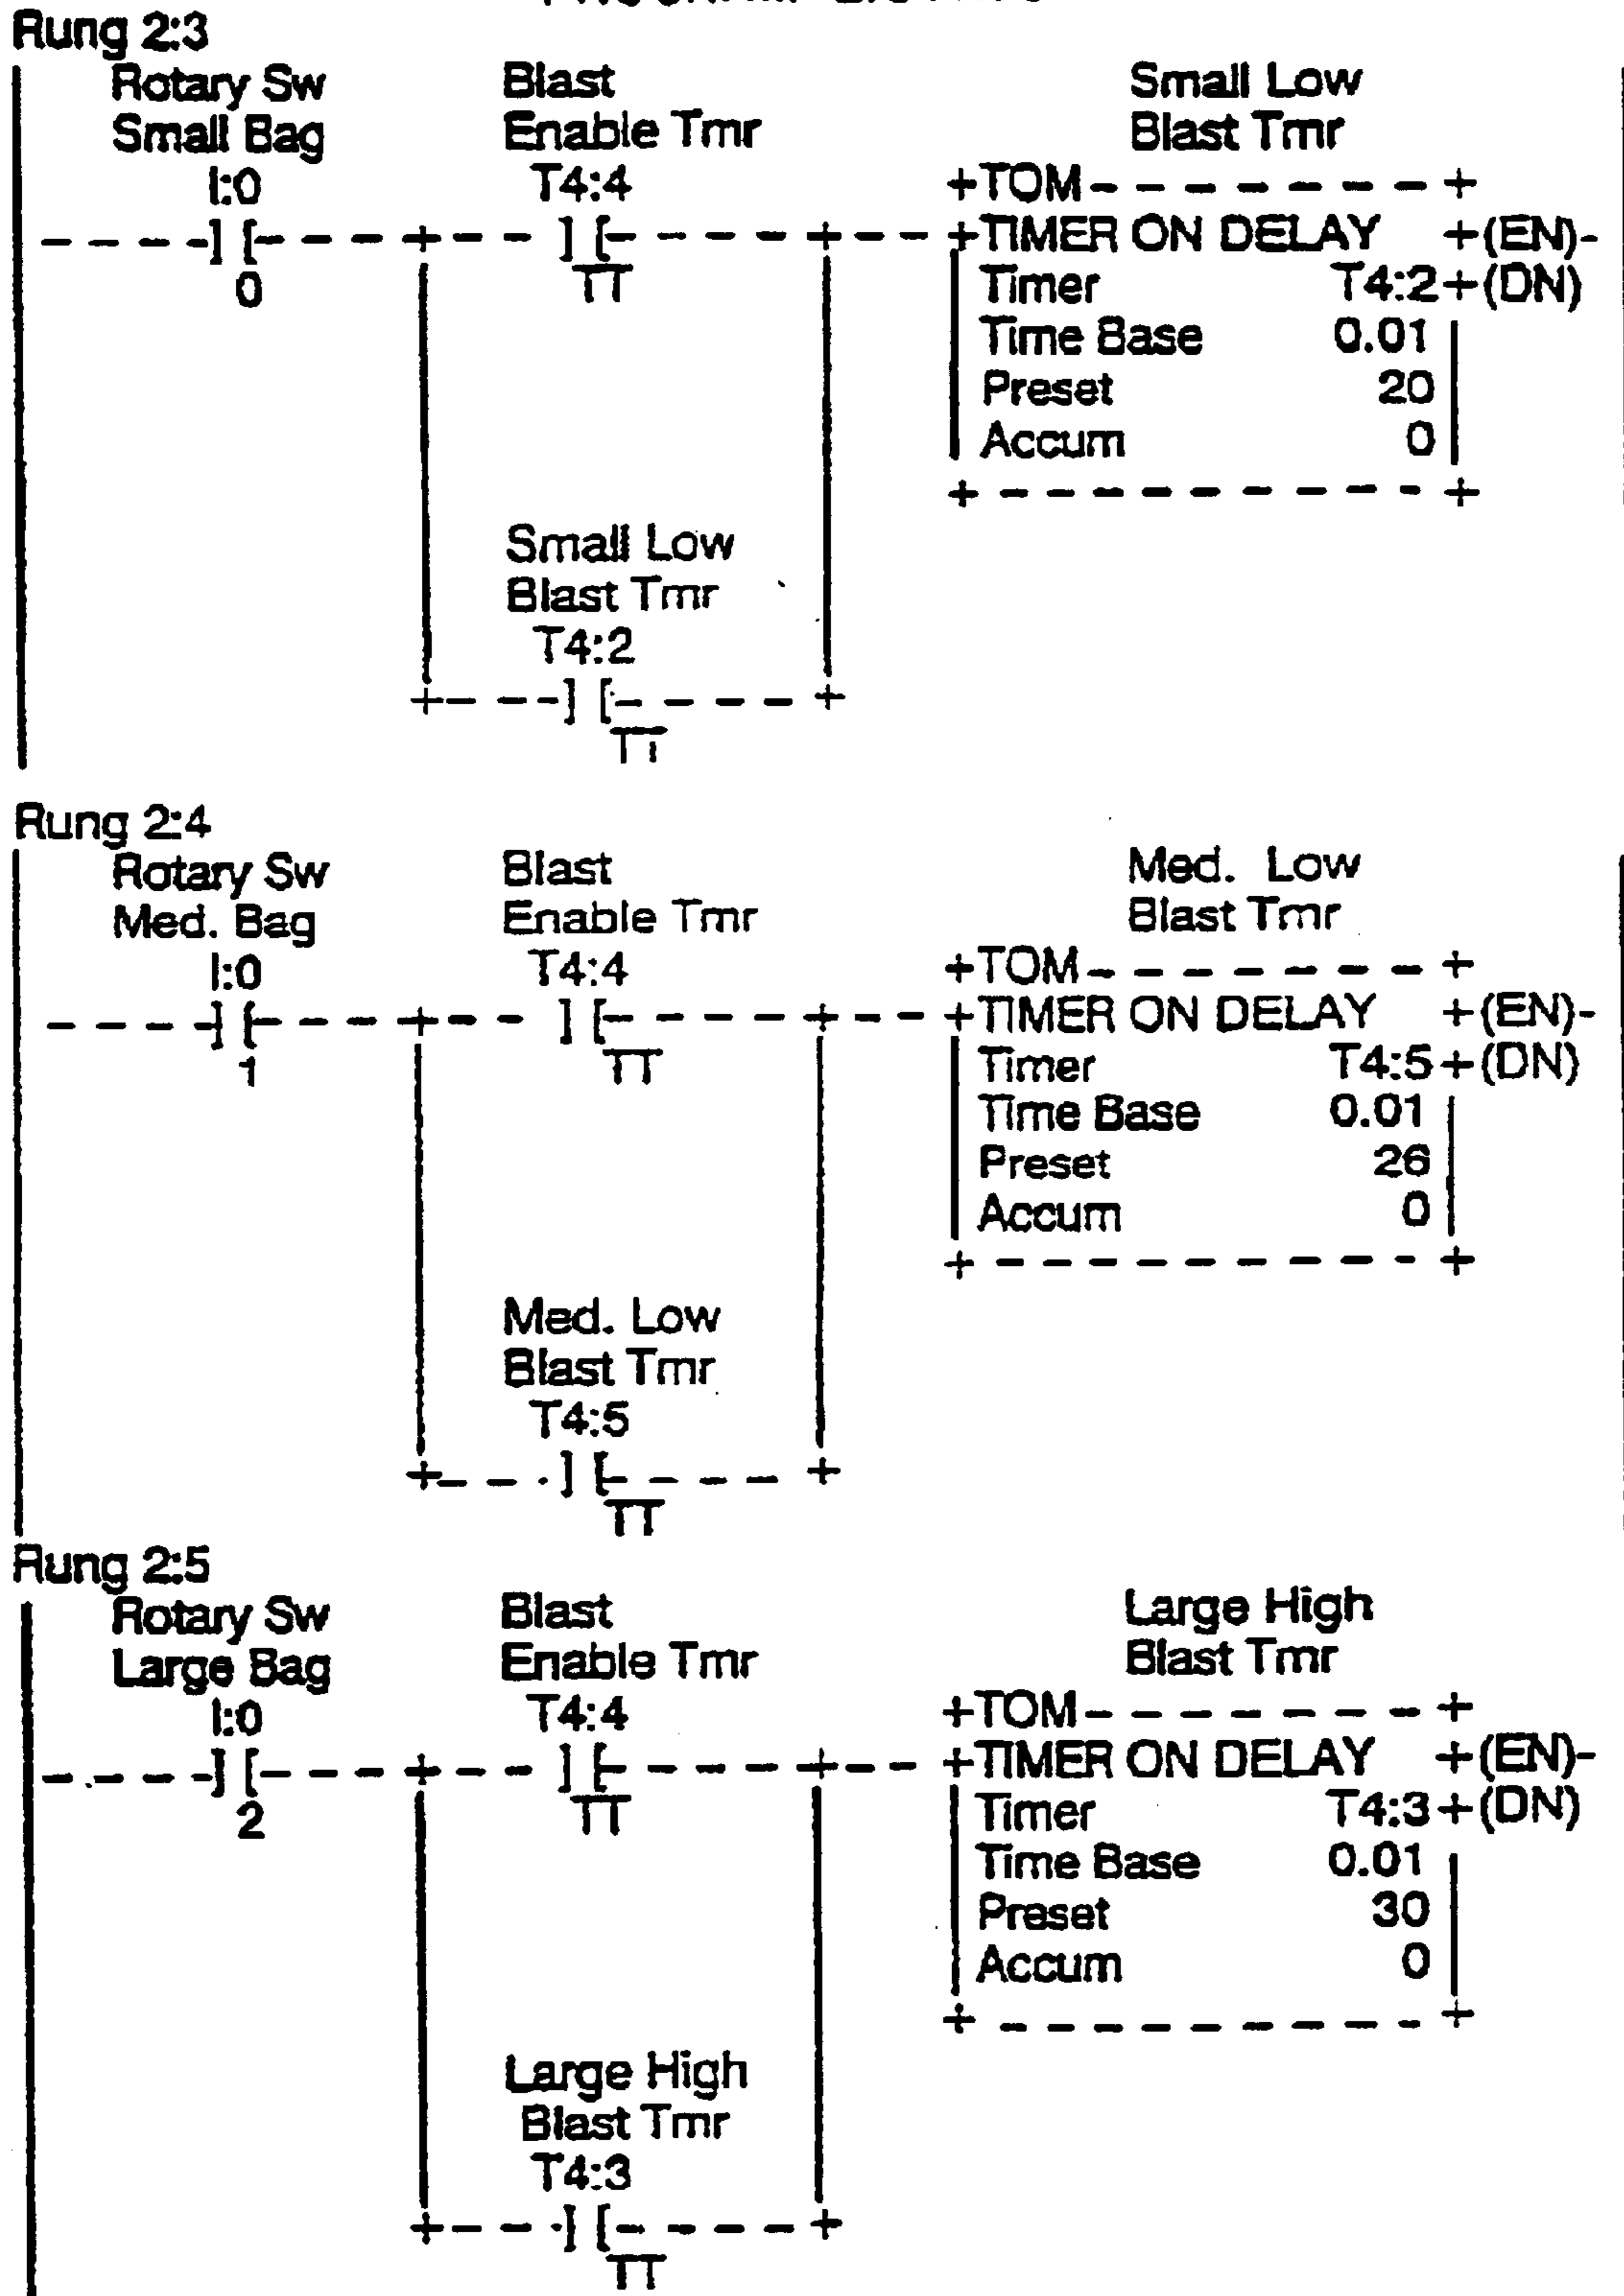 Rung 2:3
Rotary Sw Blast Small Low
Small Bag Enable Tmr Blast Tmr
I:0 T4:4 +TOM- - - - - - - - +
- - - -] [- - - - + - - - ] [- - - - - + - - +TIMER ON DELAY +(EN)-
0 TT Timer T4:2+(DN)
Time Base 0.01
Preset 20
Accum 0
+ - - - - - - - - - - +
Small Low
Blast Tmr
T4:2
+- - - -] [- - - - - +
TT
Rung 2:4
Rotary Sw Blast Med. Low
Med. Bag Enable Tmr Blast Tmr
I:0 T4:4 +TOM- - - - - - - - +
- - - -] [- - - - + - - - ] [- - - - - + - - +TIMER ON DELAY +(EN)-
1 TT Timer T4:5+(DN)
Time Base 0.01
Preset 26
Accum 0
+ - - - - - - - - - - +
Med. Low
Blast Tmr
T4:5
+- - - -] [- - - - - +
TT
Rung 2:5
Rotary Sw Blast Large High
Large Bag Enable Tmr Blast Tmr
I:0 T4:4 +TOM- - - - - - - - +
- - - -] [- - - - + - - - ] [- - - - - + - - +TIMER ON DELAY +(EN)-
2 TT Timer T4:3+(DN)
Time Base 0.01
Preset 30
Accum 0
+ - - - - - - - - - - +
Large High
Blast Tmr
T4:3
+- - - -] [- - - - - +
TT